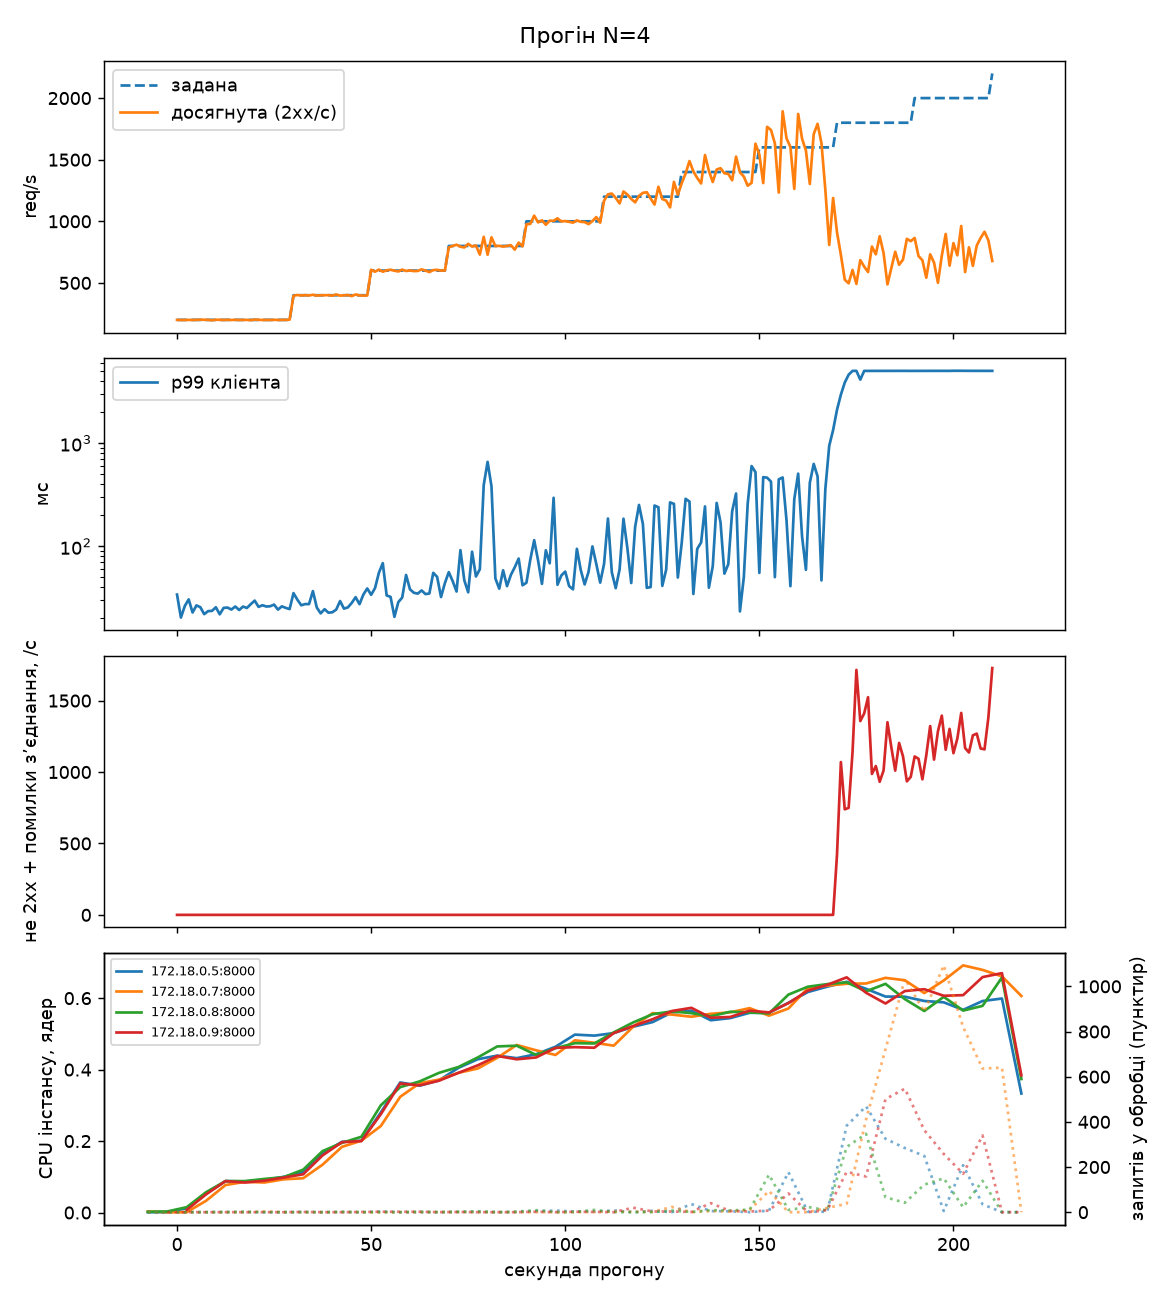 Прогін N=4
задана
досягнута (2xx/с)
req/s
2000
1500
1000
500
p99 клієнта
мс
10³
10²
не 2xx + помилки зʼєднання, /с
1500
1000
500
0
172.18.0.5:8000
172.18.0.7:8000
172.18.0.8:8000
172.18.0.9:8000
CPU інстансу, ядер
0.6
0.4
0.2
0.0
запитів у обробці (пунктир)
1000
800
600
400
200
0
0 50 100 150 200
секунда прогону